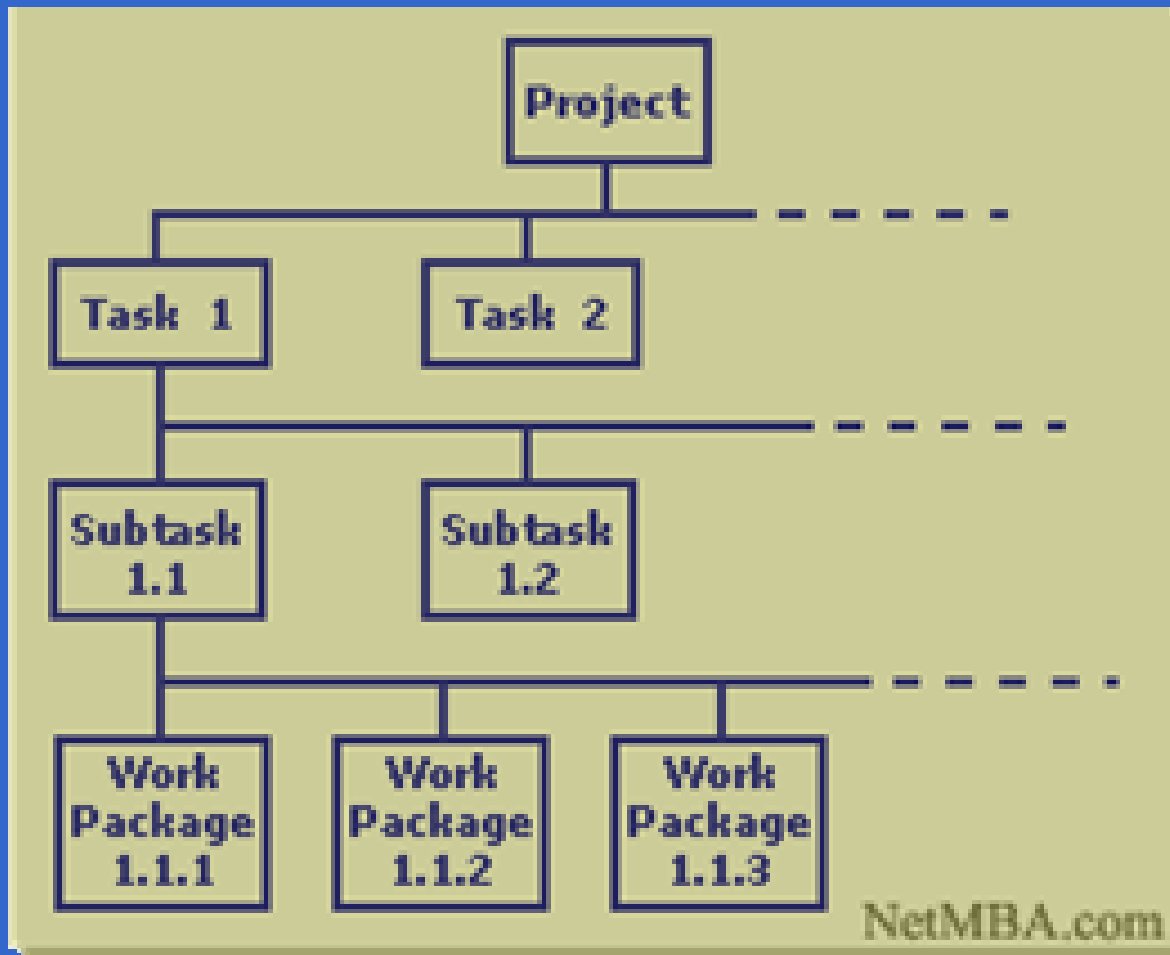 Project
Task 1
Task 2
Subtask
1.1
Subtask
1.2
Work
Package
1.1.1
Work
Package
1.1.2
Work
Package
1.1.3
NetMBA.com